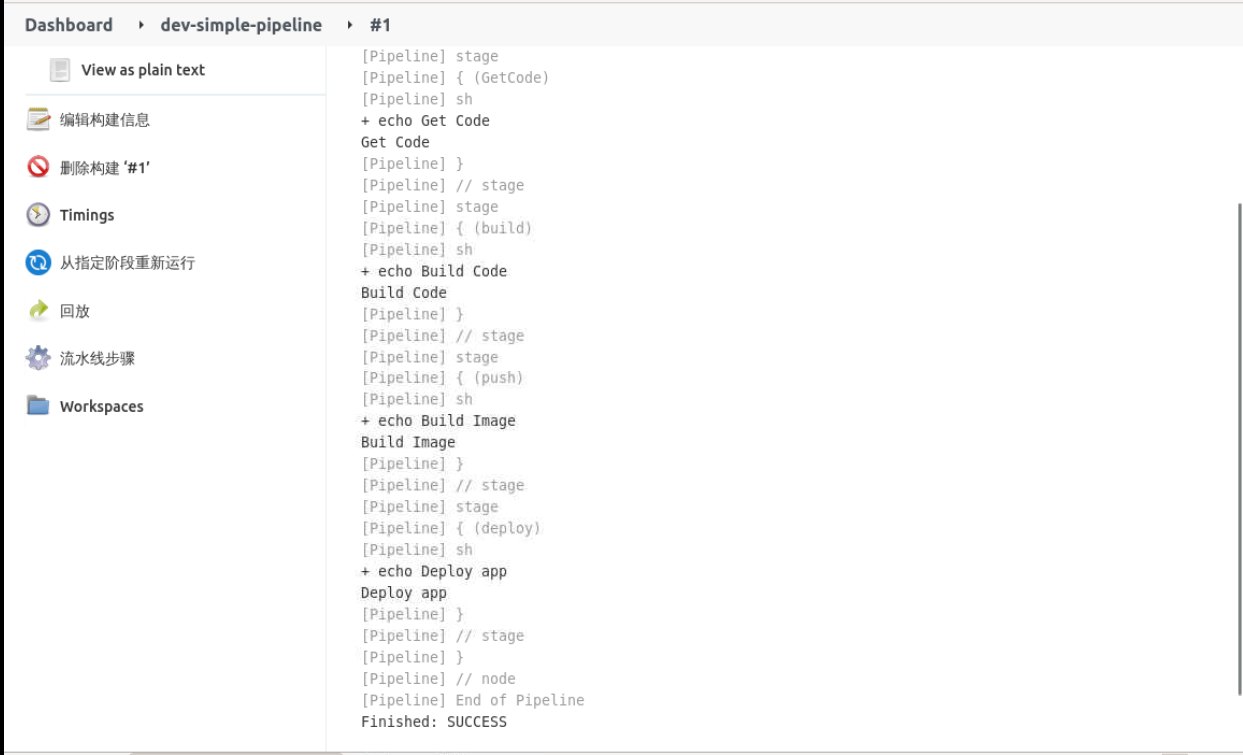 Dashboard › dev-simple-pipeline › #1
View as plain text
编辑构建信息
删除构建 ‘#1’
Timings
从指定阶段重新运行
回放
流水线步骤
Workspaces
[Pipeline] stage
[Pipeline] { (GetCode)
[Pipeline] sh
+ echo Get Code
Get Code
[Pipeline] }
[Pipeline] // stage
[Pipeline] stage
[Pipeline] { (build)
[Pipeline] sh
+ echo Build Code
Build Code
[Pipeline] }
[Pipeline] // stage
[Pipeline] stage
[Pipeline] { (push)
[Pipeline] sh
+ echo Build Image
Build Image
[Pipeline] }
[Pipeline] // stage
[Pipeline] stage
[Pipeline] { (deploy)
[Pipeline] sh
+ echo Deploy app
Deploy app
[Pipeline] }
[Pipeline] // stage
[Pipeline] }
[Pipeline] // node
[Pipeline] End of Pipeline
Finished: SUCCESS